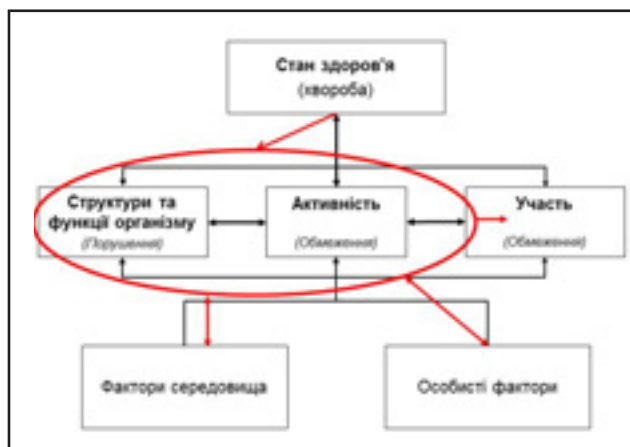 Стан здоров'я
(хвороба)
Структури та
функції організму
(Порушення)
Активність
(Обмеження)
Участь
(Обмеження)
Фактори середовища
Особисті фактори